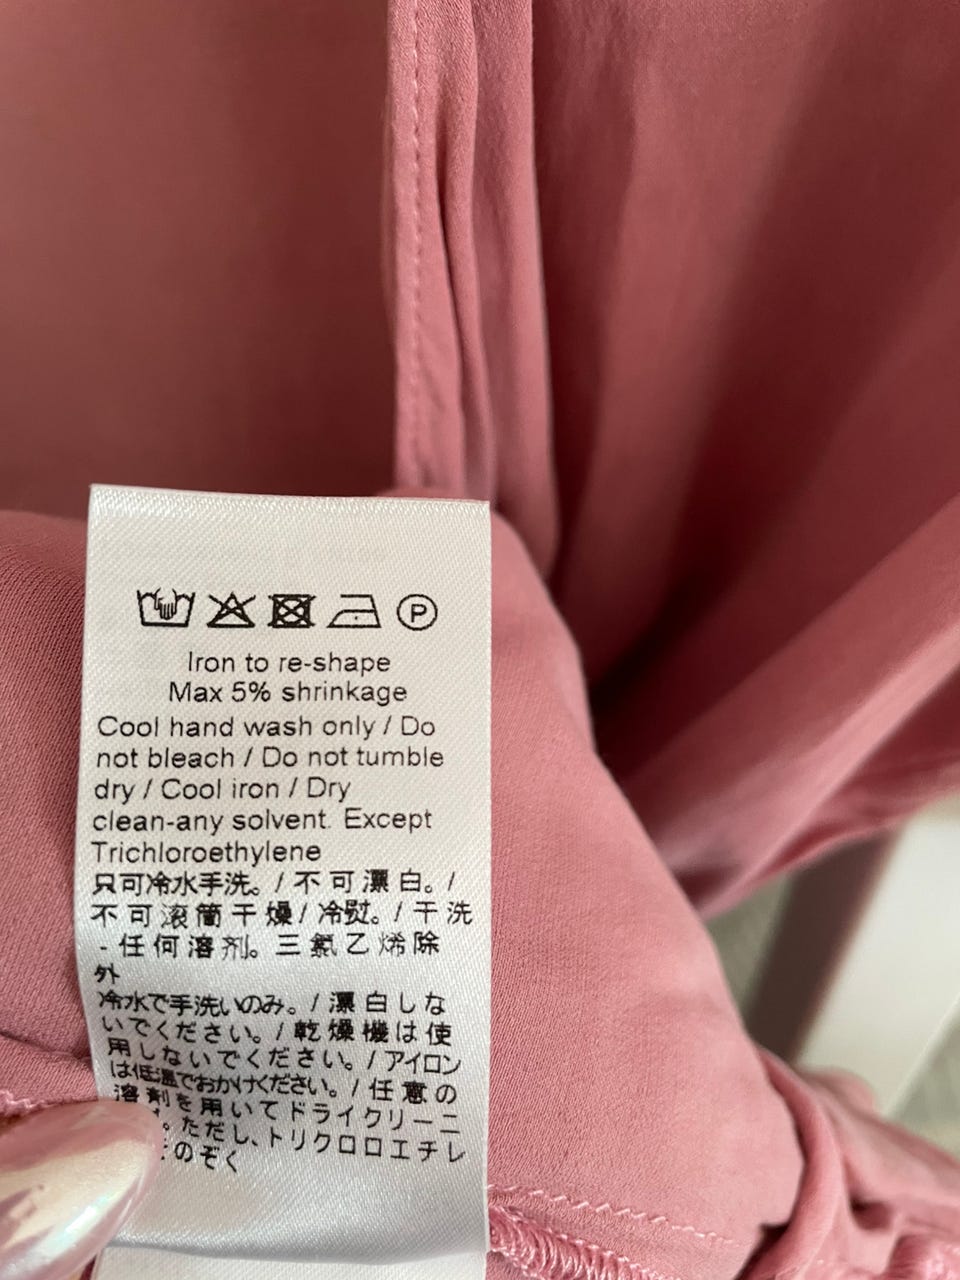 P
Iron to re-shape
Max 5% shrinkage
Cool hand wash only / Do
not bleach / Do not tumble
dry / Cool iron / Dry
clean-any solvent. Except
Trichloroethylene
只可冷水手洗。/ 不可漂白。/
不可滚筒干燥/ 冷熨。/ 干洗
- 任何溶剂。三氯乙烯除
外
冷水で手洗いのみ。/ 漂白しな
いでください。/ 乾燥機は使
用しないでください。/ アイロン
は低温でおかけください。/ 任意の
溶剤を用いてドライクリーニ
。ただし、トリクロロエチレ
のぞく